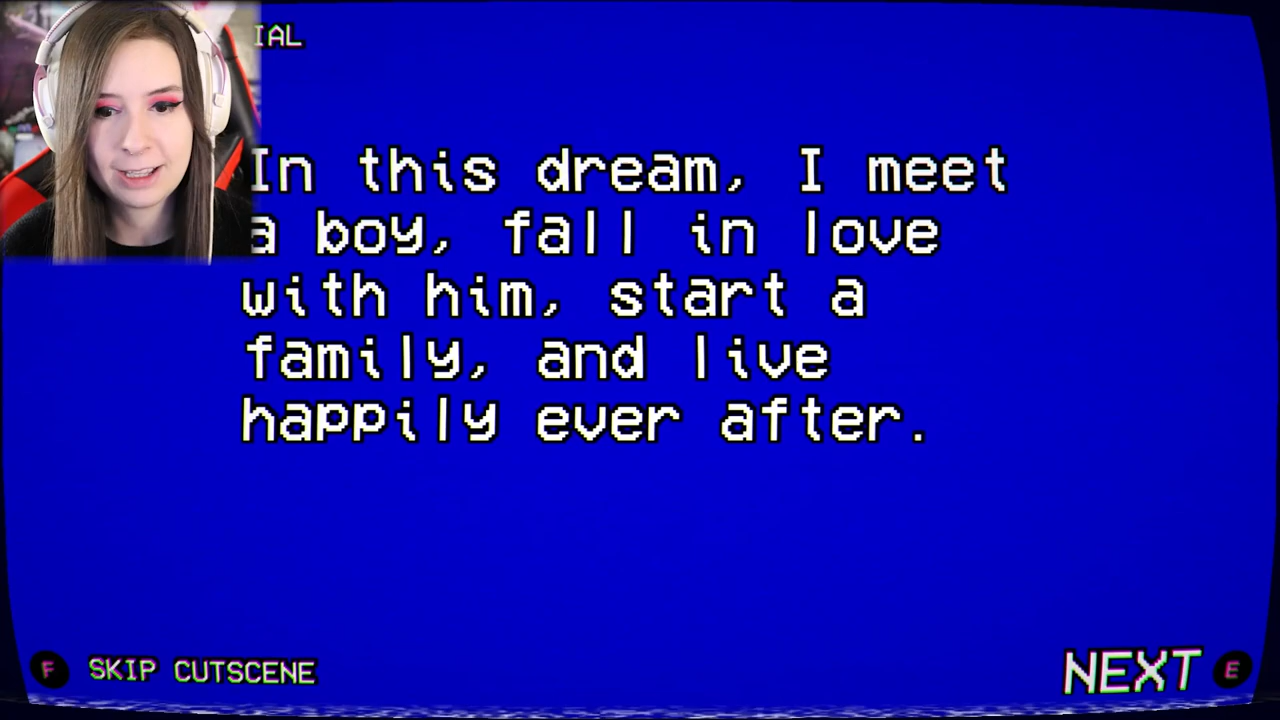 IAL
In this dream, I meet
a boy, fall in love
with him, start a
family, and live
happily ever after.
F SKIP CUTSCENE
NEXT E